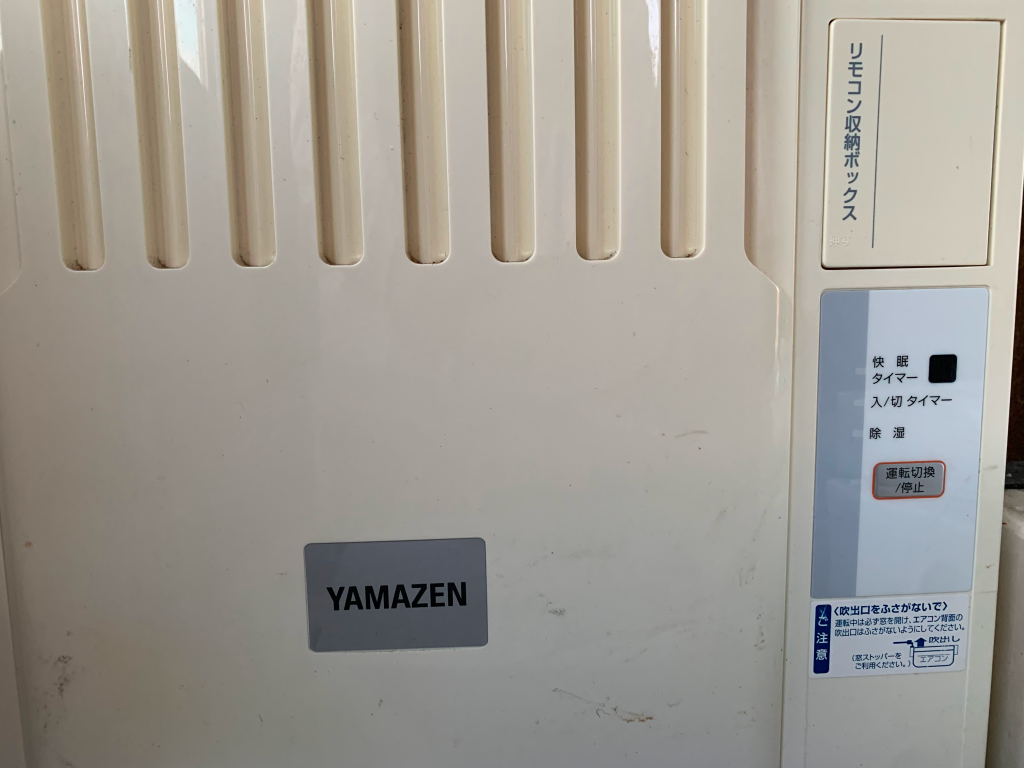 リモコン収納ボックス
快眠
タイマー
入/切 タイマー
除湿
運転切換
/停止
YAMAZEN
ご注意
〈吹出口をふさがないで〉
運転中は必ず窓を開け、エアコン背面の
吹出口はふさがないようにしてください。
吹出し
(窓ストッパーを
ご利用ください。)
エアコン